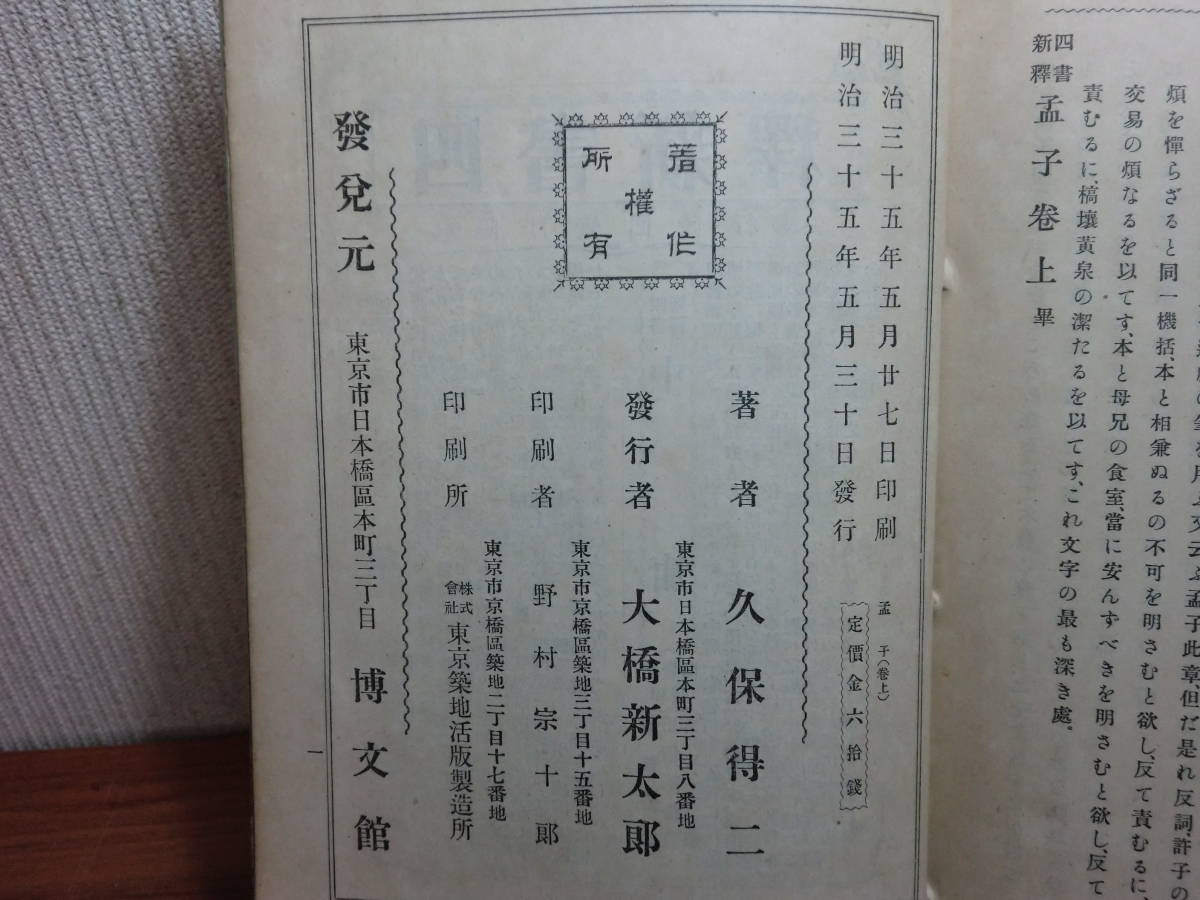 煩を憚らざると同一機括、本と相兼ぬるの不可を明さむと欲し、反て責むるに、
交易の煩なるを以てす、本と母兄の食室、當に安んすべきを明さむと欲し、反て
責むるに、槁壤黃泉の潔たるを以てす、これ文字の最も深き處、
四書新釋 孟子卷上 畢
明治三十五年五月廿七日印刷
明治三十五年五月三十日發行
孟子(卷上)
定價金六拾錢
著作權所有
著者 久保得二
東京市日本橋區本町三丁目八番地
發行者 大橋新太郞
東京市京橋區築地三丁目十五番地
印刷者 野村宗十郞
東京市京橋區築地二丁目十七番地
印刷所 株式會社 東京築地活版製造所
發兌元 東京市日本橋區本町三丁目 博文館
一